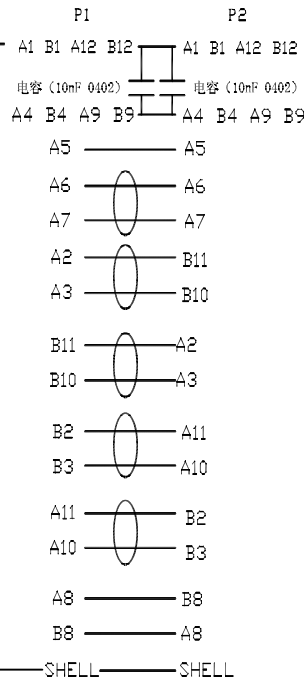 P1 P2
A1 B1 A12 B12 A1 B1 A12 B12
电容(10nF 0402) 电容(10nF 0402)
A4 B4 A9 B9 A4 B4 A9 B9
A5 A5
A6 A6
A7 A7
A2 B11
A3 B10
B11 A2
B10 A3
B2 A11
B3 A10
A11 B2
A10 B3
A8 B8
B8 A8
SHELL SHELL